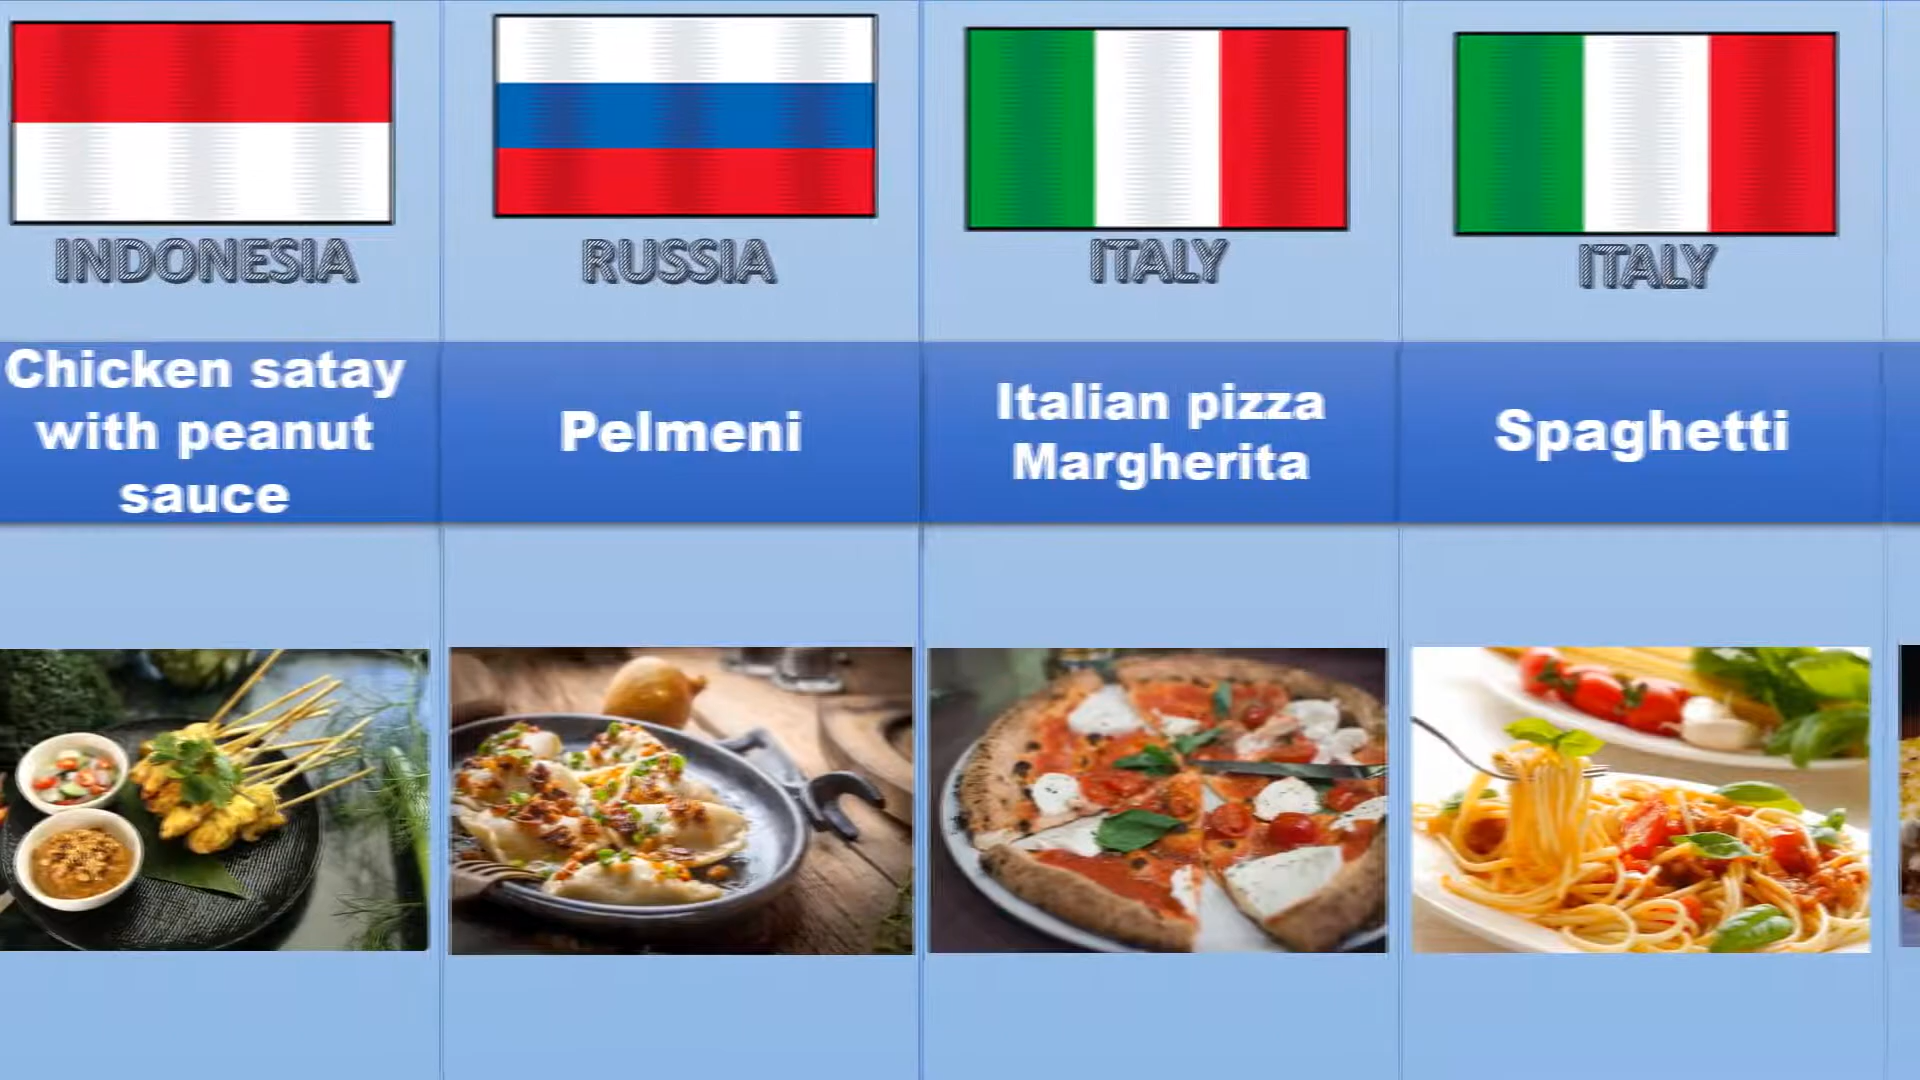 INDONESIA
RUSSIA
ITALY
ITALY
Chicken satay
with peanut
sauce
Pelmeni
Italian pizza
Margherita
Spaghetti